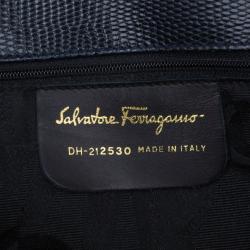 Salvatore Ferragamo
DH-212530 MADE IN ITALY